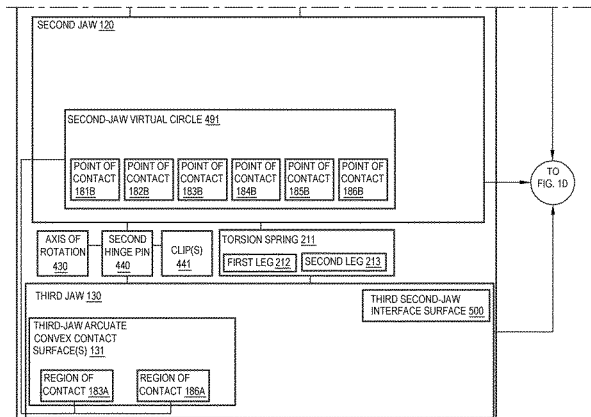 SECOND JAW 120
SECOND-JAW VIRTUAL CIRCLE 491
POINT OF
CONTACT
181B
POINT OF
CONTACT
182B
POINT OF
CONTACT
183B
POINT OF
CONTACT
184B
POINT OF
CONTACT
185B
POINT OF
CONTACT
186B
TO
FIG. 1D
AXIS OF
ROTATION
430
SECOND
HINGE PIN
440
CLIP(S)
441
TORSION SPRING 211
FIRST LEG 212
SECOND LEG 213
THIRD JAW 130
THIRD SECOND-JAW
INTERFACE SURFACE 500
THIRD-JAW ARCUATE
CONVEX CONTACT
SURFACE(S) 131
REGION OF
CONTACT 183A
REGION OF
CONTACT 186A